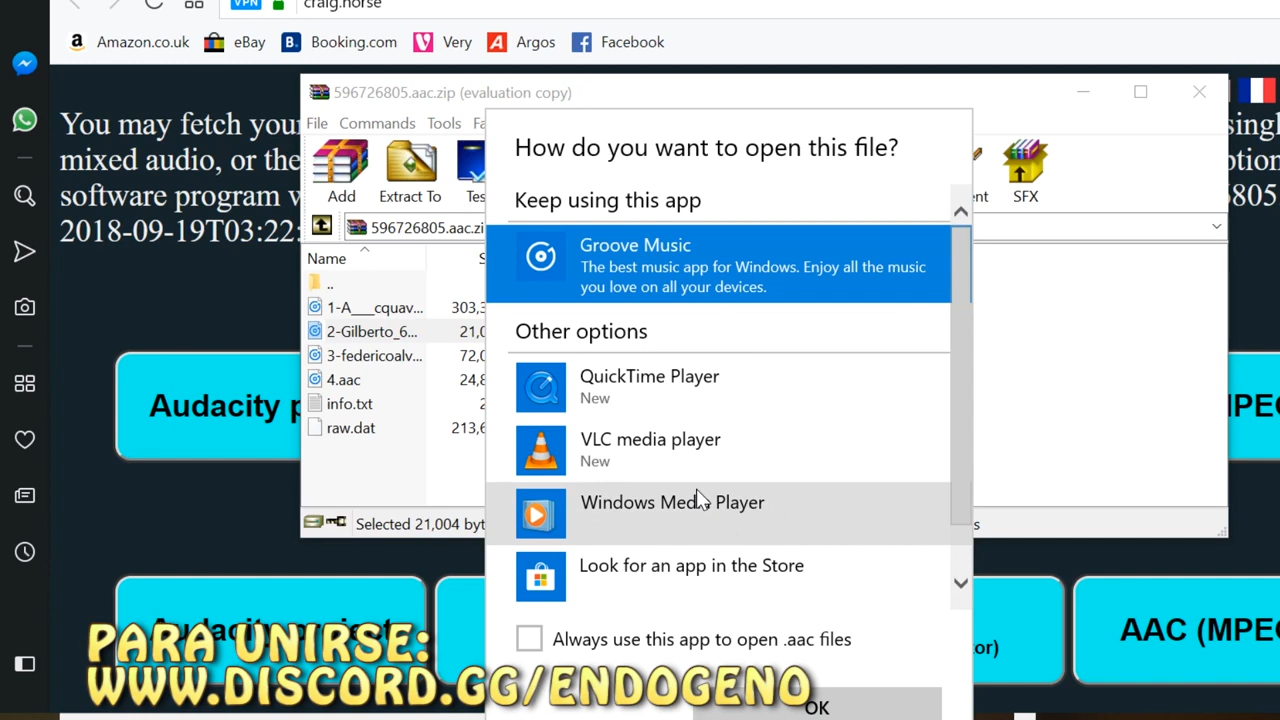 VPN craig.horse
Amazon.co.uk eBay Booking.com Very Argos Facebook
596726805.aac.zip (evaluation copy)
You may fetch your
mixed audio, or the
software program
2018-09-19T03:22:
File Commands Tools
Add Extract To SFX
596726805.aac.zi
Name
..
1-A___cquav... 303,
2-Gilberto_6... 21,0
3-federicoalv... 72,0
4.aac 24,8
info.txt
raw.dat 213,6
Selected 21,004
How do you want to open this file?
Keep using this app
Groove Music
The best music app for Windows. Enjoy all the music
you love on all your devices.
Other options
QuickTime Player
New
VLC media player
New
Windows Media Player
Look for an app in the Store
Always use this app to open .aac files
OK
Audacity
AAC (MPE
PARA UNIRSE:
WWW.DISCORD.GG/ENDOGENO